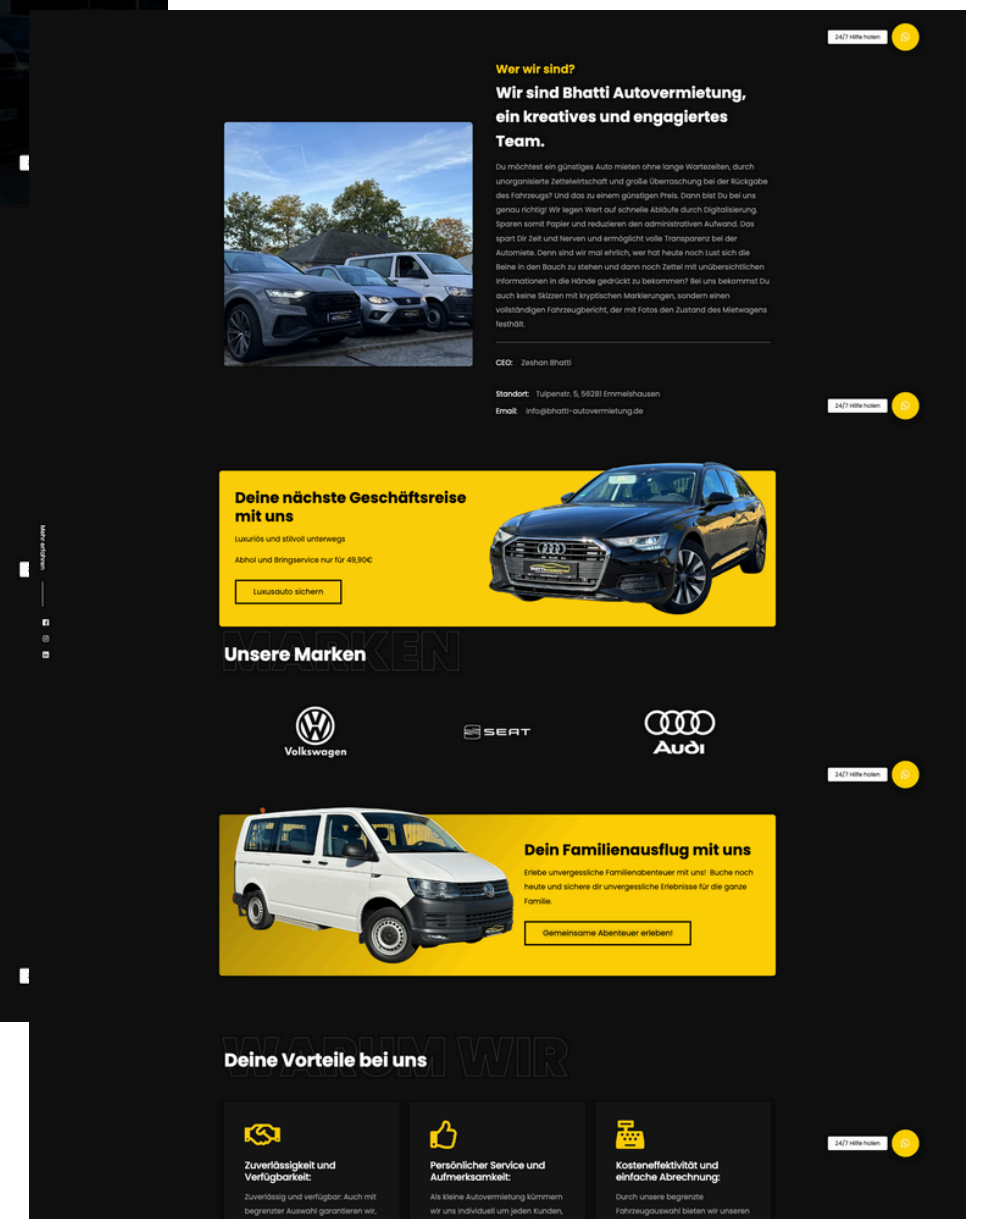 24/7 Hilfe holen
Wer wir sind?
Wir sind Bhatti Autovermietung,
ein kreatives und engagiertes
Team.
Du möchtest ein günstiges Auto mieten ohne lange Wartezeiten, durch
unorganisierte Zettelwirtschaft und große Überraschung bei der Rückgabe
des Fahrzeugs? Und das zu einem günstigen Preis. Dann bist Du bei uns
genau richtig! Wir legen Wert auf schnelle Abläufe durch Digitalisierung.
Sparen somit Papier und reduzieren den administrativen Aufwand. Das
spart Dir Zeit und Nerven und ermöglicht volle Transparenz bei der
Automiete. Denn sind wir mal ehrlich, wer hat heute noch Lust sich die
Beine in den Bauch zu stehen und dann noch Zettel mit unübersichtlichen
Informationen in die Hände gedrückt zu bekommen? Bei uns bekommst Du
auch keine Skizzen mit kryptischen Markierungen, sondern einen
vollständigen Fahrzeugbericht, der mit Fotos den Zustand des Mietwagens
festhält.
CEO: Zeshan Bhatti
Standort: Tulpenstr. 5, 56281 Emmelshausen
Email: info@bhatti-autovermietung.de
24/7 Hilfe holen
Deine nächste Geschäftsreise
mit uns
Luxuriös und stilvoll unterwegs
Abhol und Bringservice nur für 49,90€
Luxusauto sichern
Mehr erfahren
MARKEN
Unsere Marken
Volkswagen
SEAT
Audi
24/7 Hilfe holen
Dein Familienausflug mit uns
Erlebe unvergessliche Familienabenteuer mit uns! Buche noch
heute und sichere dir unvergessliche Erlebnisse für die ganze
Familie.
Gemeinsame Abenteuer erleben!
WARUM WIR
Deine Vorteile bei uns
24/7 Hilfe holen
Zuverlässigkeit und
Verfügbarkeit:
Zuverlässig und verfügbar: Auch mit
begrenzter Auswahl garantieren wir,
Persönlicher Service und
Aufmerksamkeit:
Als kleine Autovermietung kümmern
wir uns individuell um jeden Kunden,
Kosteneffektivität und
einfache Abrechnung:
Durch unsere begrenzte
Fahrzeugauswahl bieten wir unseren